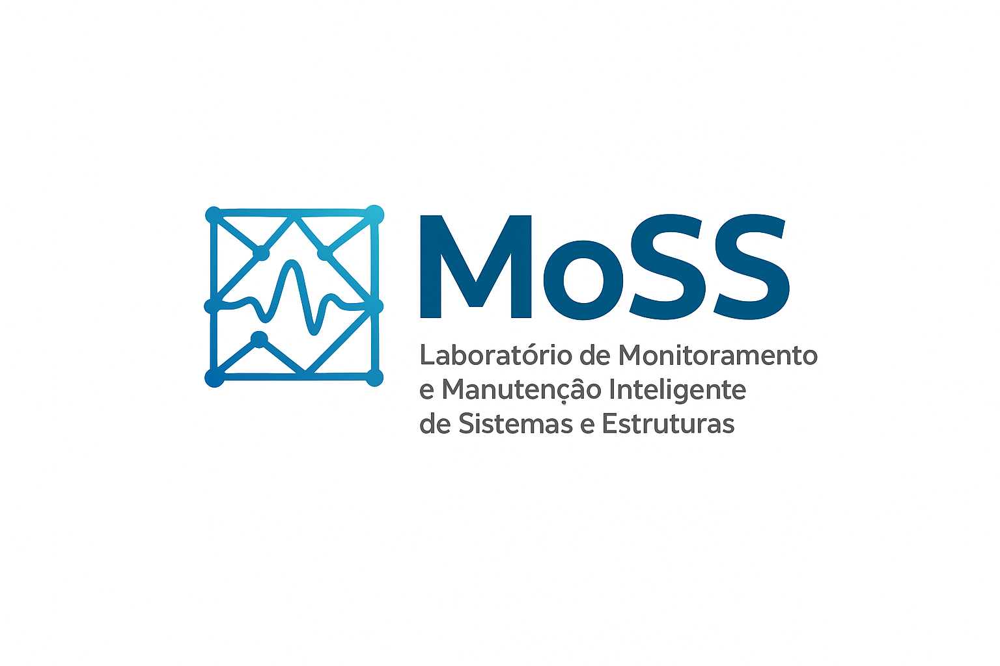 MoSS
Laboratório de Monitoramento
e Manutenção Inteligente
de Sistemas e Estruturas